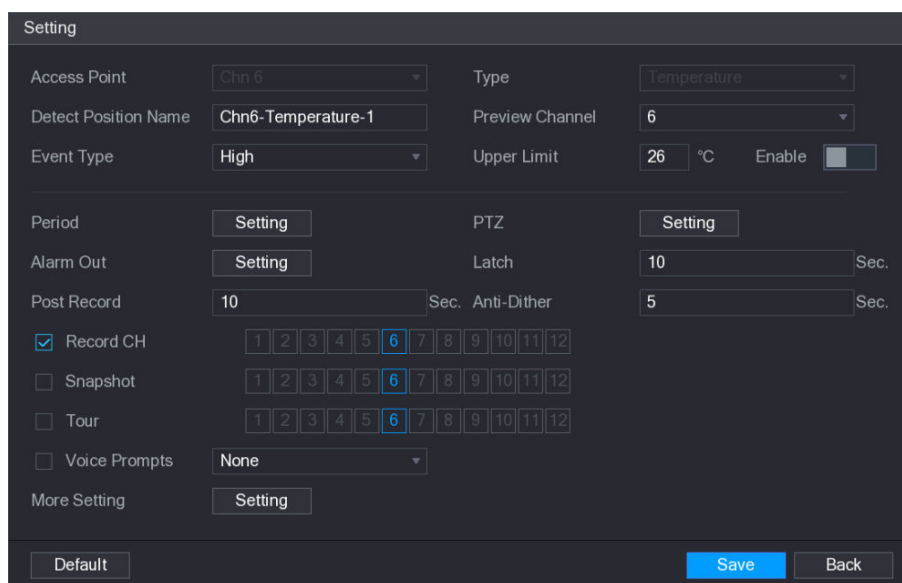 Setting
Access Point Chn 6 Type Temperature
Detect Position Name Chn6-Temperature-1 Preview Channel 6
Event Type High Upper Limit 26 °C Enable
Period Setting PTZ Setting
Alarm Out Setting Latch 10 Sec.
Post Record 10 Sec. Anti-Dither 5 Sec.
Record CH 1 2 3 4 5 6 7 8 9 10 11 12
Snapshot 1 2 3 4 5 6 7 8 9 10 11 12
Tour 1 2 3 4 5 6 7 8 9 10 11 12
Voice Prompts None
More Setting Setting
Default Save Back